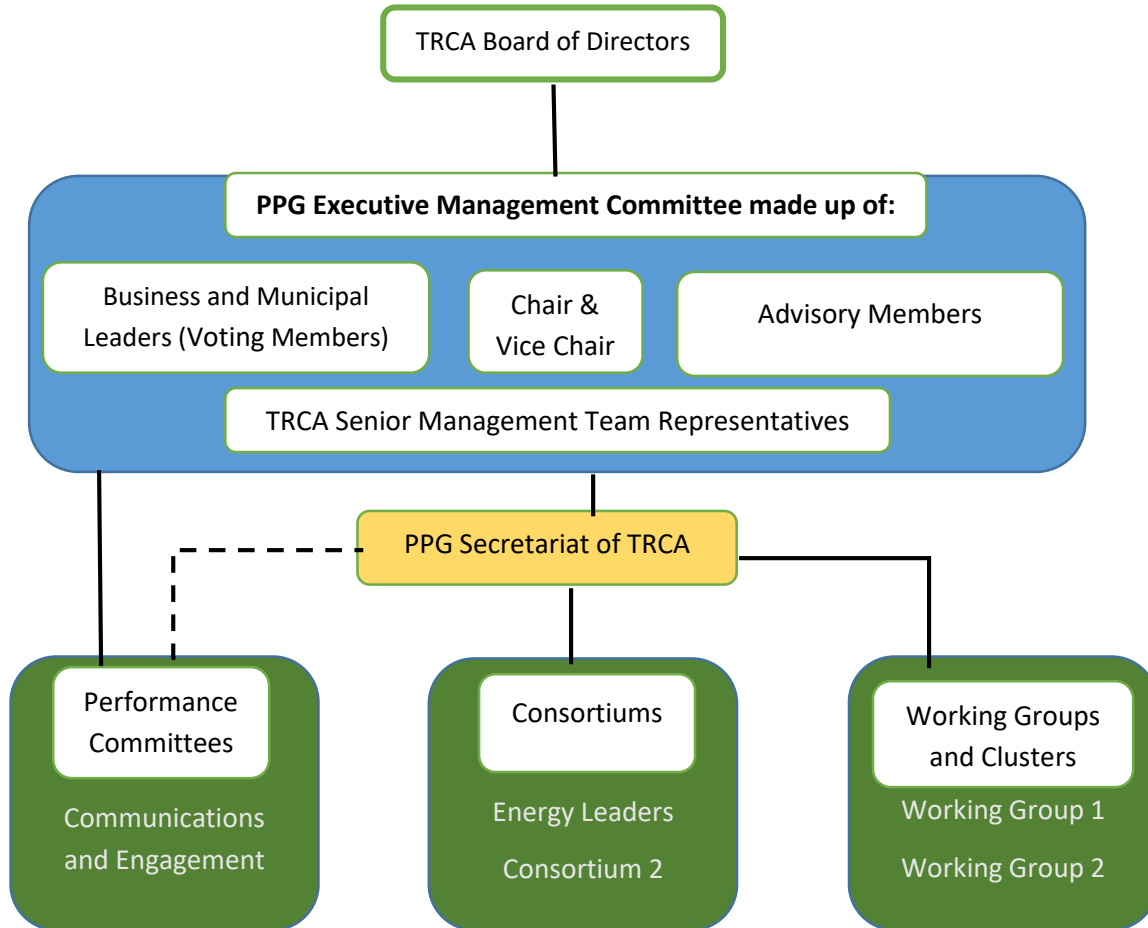 TRCA Board of Directors
PPG Executive Management Committee made up of:
Business and Municipal
Leaders (Voting Members)
Chair &
Vice Chair
Advisory Members
TRCA Senior Management Team Representatives
PPG Secretariat of TRCA
Performance
Committees
Communications
and Engagement
Consortiums
Energy Leaders
Consortium 2
Working Groups
and Clusters
Working Group 1
Working Group 2